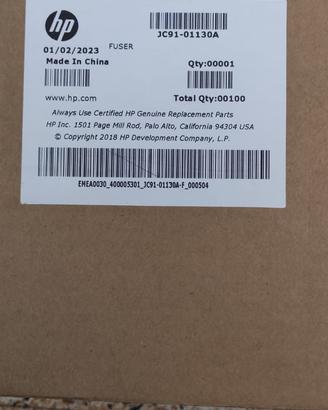 hp
JC91-01130A
01/02/2023
FUSER
Made In China
Qty:00001
www.hp.com
Total Qty:00100
Always Use Certified HP Genuine Replacement Parts
HP Inc. 1501 Page Mill Rod, Palo Alto, California 94304 USA
© Copyright 2018 HP Development Company, L.P.
EMEA0030_400005301_JC91-01130A-F_000504